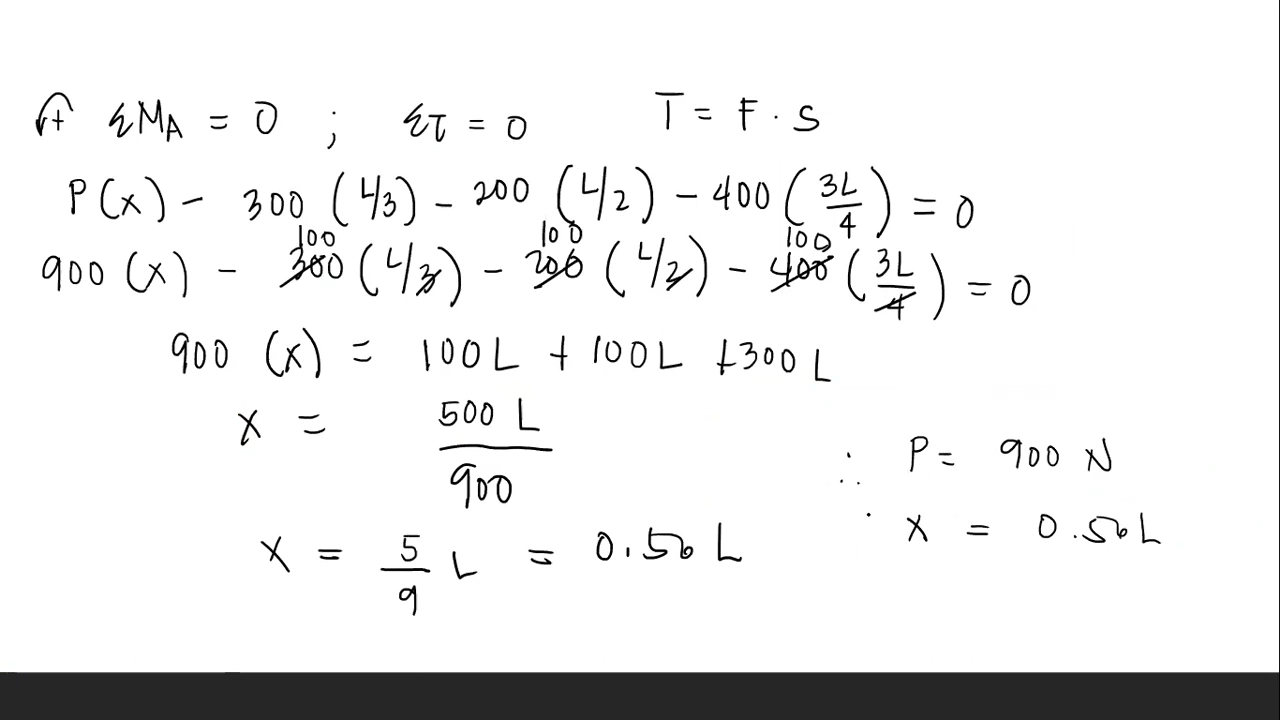 + ΣM_A = 0 ; Στ = 0 T = F · S
P(x) - 300 (L/3) - 200 (L/2) - 400 (3L/4) = 0
100 100 100
900 (x) - 300 (L/3) - 200 (L/2) - 400 (3L/4) = 0
900 (x) = 100L + 100L + 300L
x = 500 L / 900
∴ P = 900 N
x = 5/9 L = 0.56 L
x = 0.56L